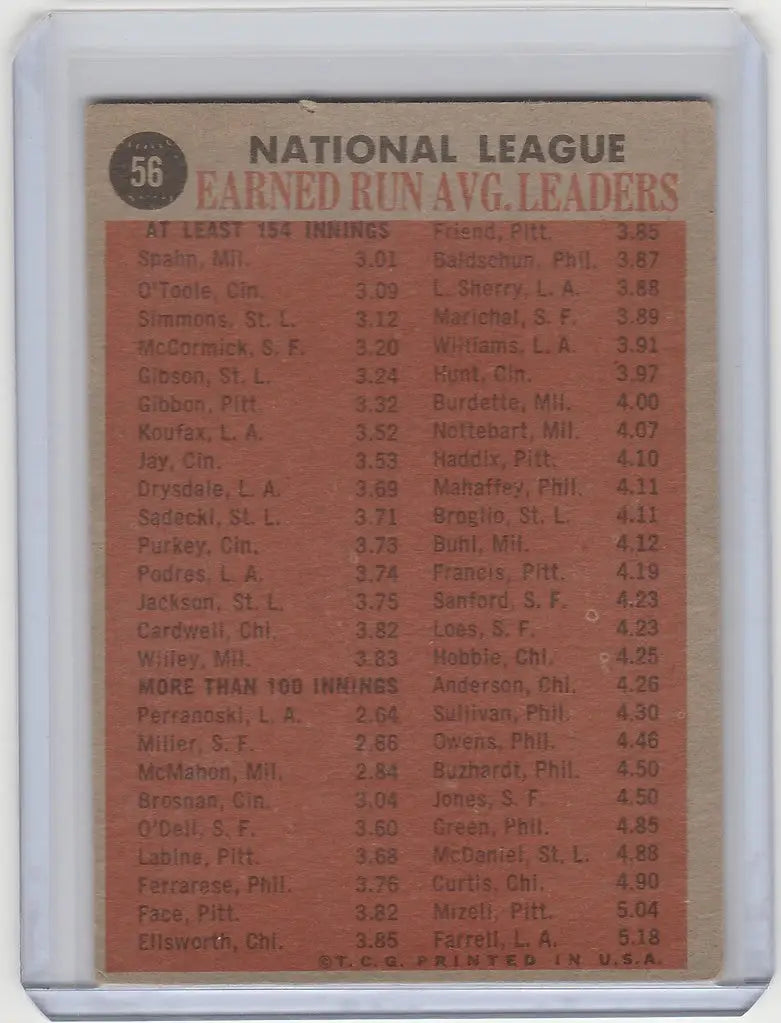 56
NATIONAL LEAGUE
EARNED RUN AVG. LEADERS
AT LEAST 154 INNINGS
Spahn, Mil. 3.01
O'Toole, Cin. 3.09
Simmons, St. L. 3.12
McCormick, S. F. 3.20
Gibson, St. L. 3.24
Gibbon, Pitt. 3.32
Koufax, L. A. 3.52
Jay, Cin. 3.53
Drysdale, L. A. 3.69
Sadecki, St. L. 3.71
Purkey, Cin. 3.73
Podres, L. A. 3.74
Jackson, St. L. 3.75
Cardwell, Chi. 3.82
Willey, Mil. 3.83
MORE THAN 100 INNINGS
Perranoski, L. A. 2.64
Miller, S. F. 2.66
McMahon, Mil. 2.84
Brosnan, Cin. 3.04
O'Dell, S. F. 3.60
Labine, Pitt. 3.68
Ferrarese, Phil. 3.76
Face, Pitt. 3.82
Ellsworth, Chi. 3.85
Friend, Pitt. 3.85
Baldschun, Phil. 3.87
L. Sherry, L. A. 3.88
Marichal, S. F. 3.89
Williams, L. A. 3.91
Hunt, Cin. 3.97
Burdette, Mil. 4.00
Nottebart, Mil. 4.07
Haddix, Pitt. 4.10
Mahaffey, Phil. 4.11
Broglio, St. L. 4.11
Buhl, Mil. 4.12
Francis, Pitt. 4.19
Sanford, S. F. 4.23
Loes, S. F. 4.23
Hobbie, Chi. 4.25
Anderson, Chi. 4.26
Sullivan, Phil. 4.30
Owens, Phil. 4.46
Buzhardt, Phil. 4.50
Jones, S. F. 4.50
Green, Phil. 4.85
McDaniel, St. L. 4.88
Curtis, Chi. 4.90
Mizell, Pitt. 5.04
Farrell, L. A. 5.18
©T. C. G. PRINTED IN U.S.A.